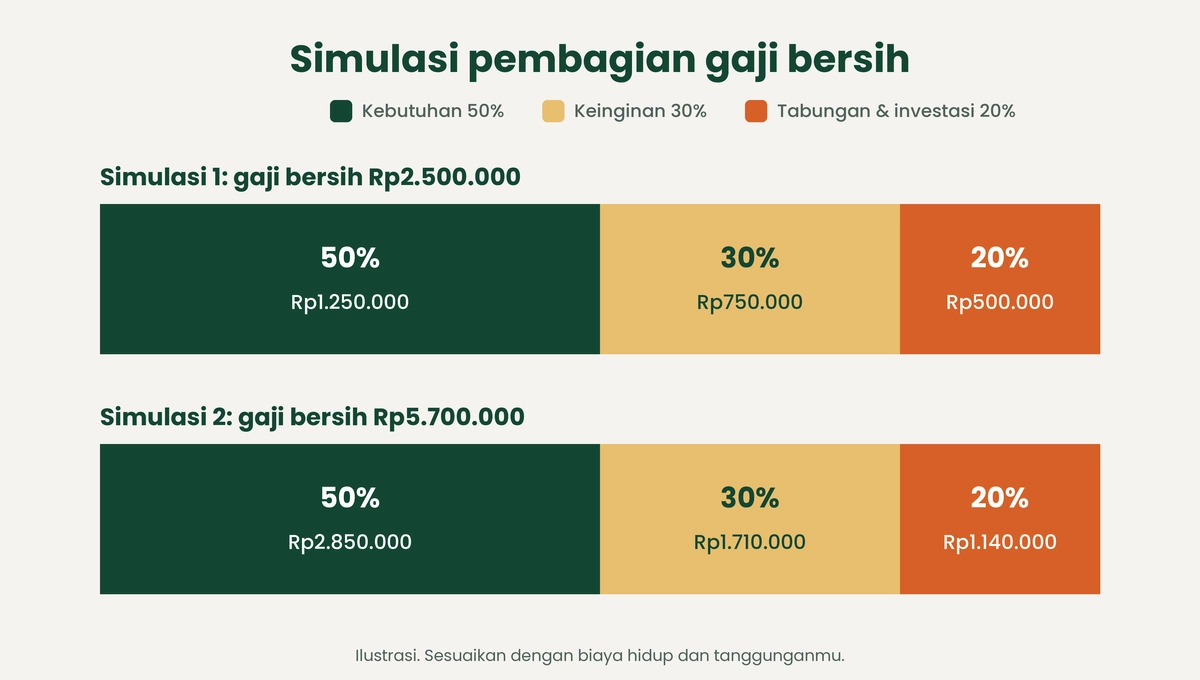 Simulasi pembagian gaji bersih
Kebutuhan 50% Keinginan 30% Tabungan & investasi 20%
Simulasi 1: gaji bersih Rp2.500.000
50% 30% 20%
Rp1.250.000 Rp750.000 Rp500.000
Simulasi 2: gaji bersih Rp5.700.000
50% 30% 20%
Rp2.850.000 Rp1.710.000 Rp1.140.000
Ilustrasi. Sesuaikan dengan biaya hidup dan tanggunganmu.